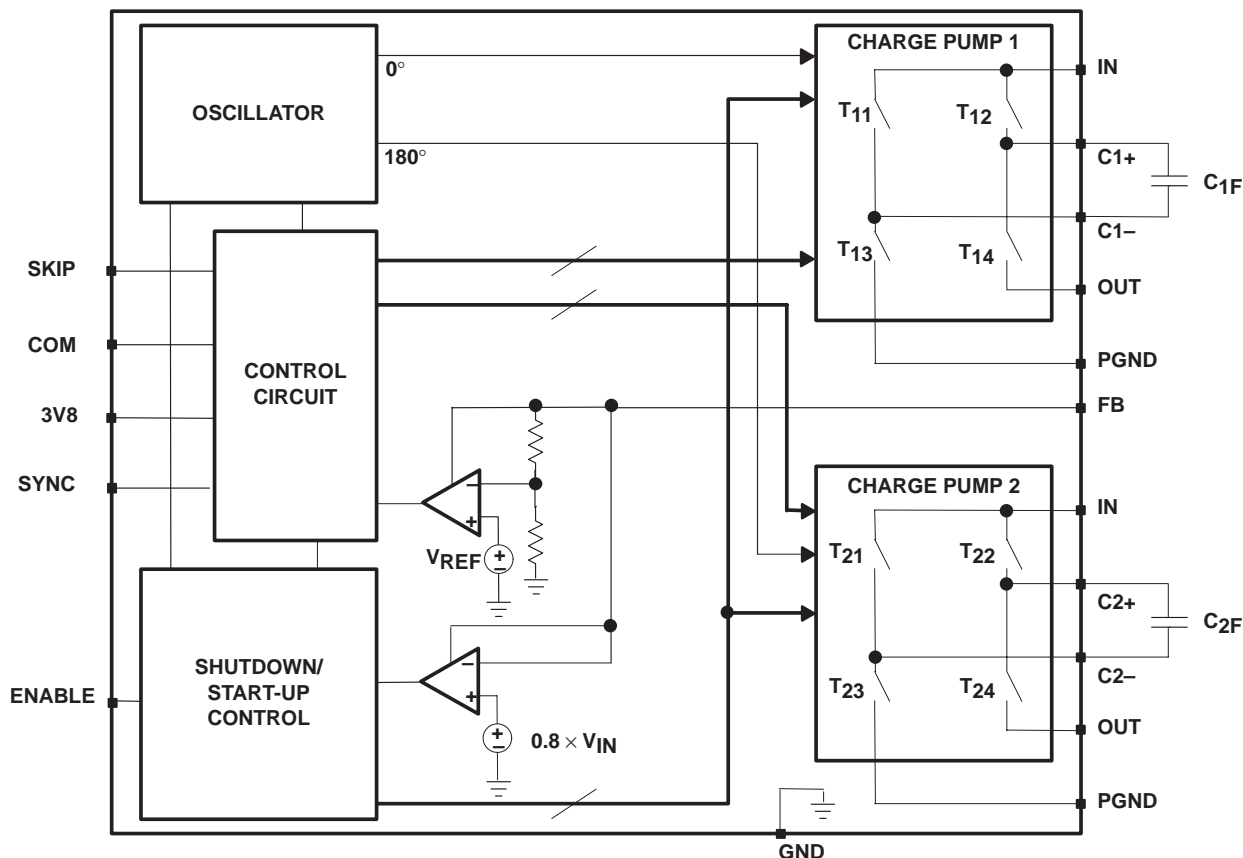 CHARGE PUMP 1
IN
0°
OSCILLATOR
T11
T12
180°
C1+
C1F
C1–
SKIP
T13
T14
OUT
COM
CONTROL
CIRCUIT
PGND
3V8
FB
SYNC
–
+
VREF
+
–
CHARGE PUMP 2
IN
T21
T22
C2+
C2F
SHUTDOWN/
START-UP
CONTROL
–
+
C2–
ENABLE
T23
T24
+
–
0.8 × VIN
OUT
PGND
GND